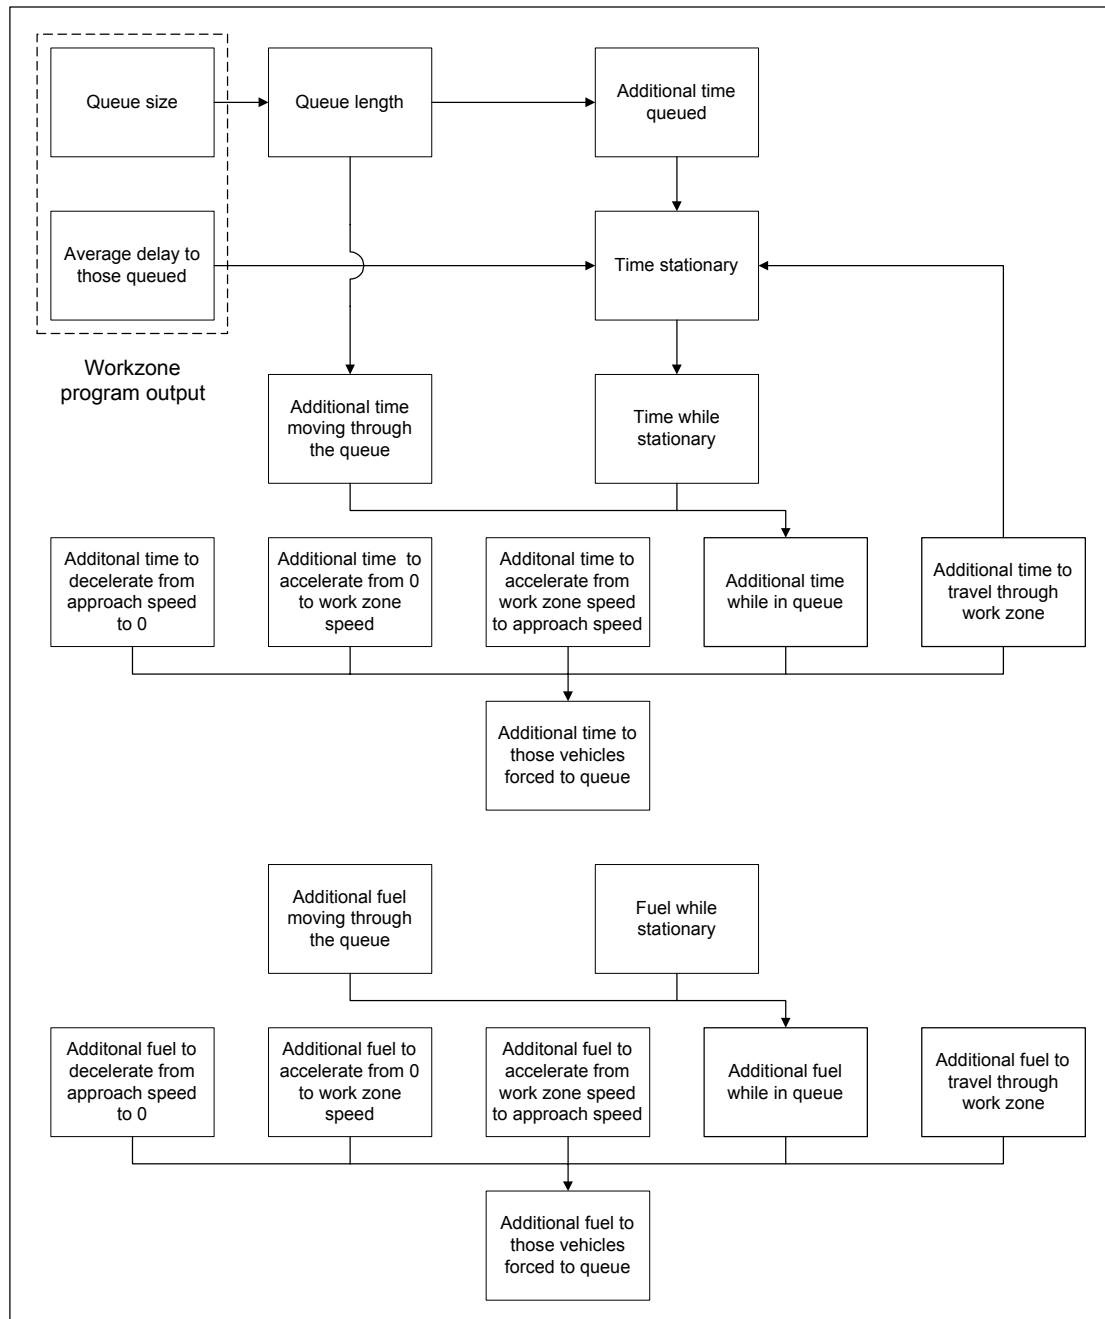 Queue size
Queue length
Additional time
queued
Average delay to
those queued
Time stationary
Workzone
program output
Additional time
moving through
the queue
Time while
stationary
Additonal time to
decelerate from
approach speed
to 0
Additional time  to
accelerate from 0
to work zone
speed
Additonal time to
accelerate from
work zone speed
to approach speed
Additional time
while in queue
Additional time to
travel through
work zone
Additional time to
those vehicles
forced to queue
Additional fuel
moving through
the queue
Fuel while
stationary
Additonal fuel to
decelerate from
approach speed
to 0
Additional fuel to
accelerate from 0
to work zone
speed
Additonal fuel to
accelerate from
work zone speed
to approach speed
Additional fuel
while in queue
Additional fuel to
travel through
work zone
Additional fuel to
those vehicles
forced to queue